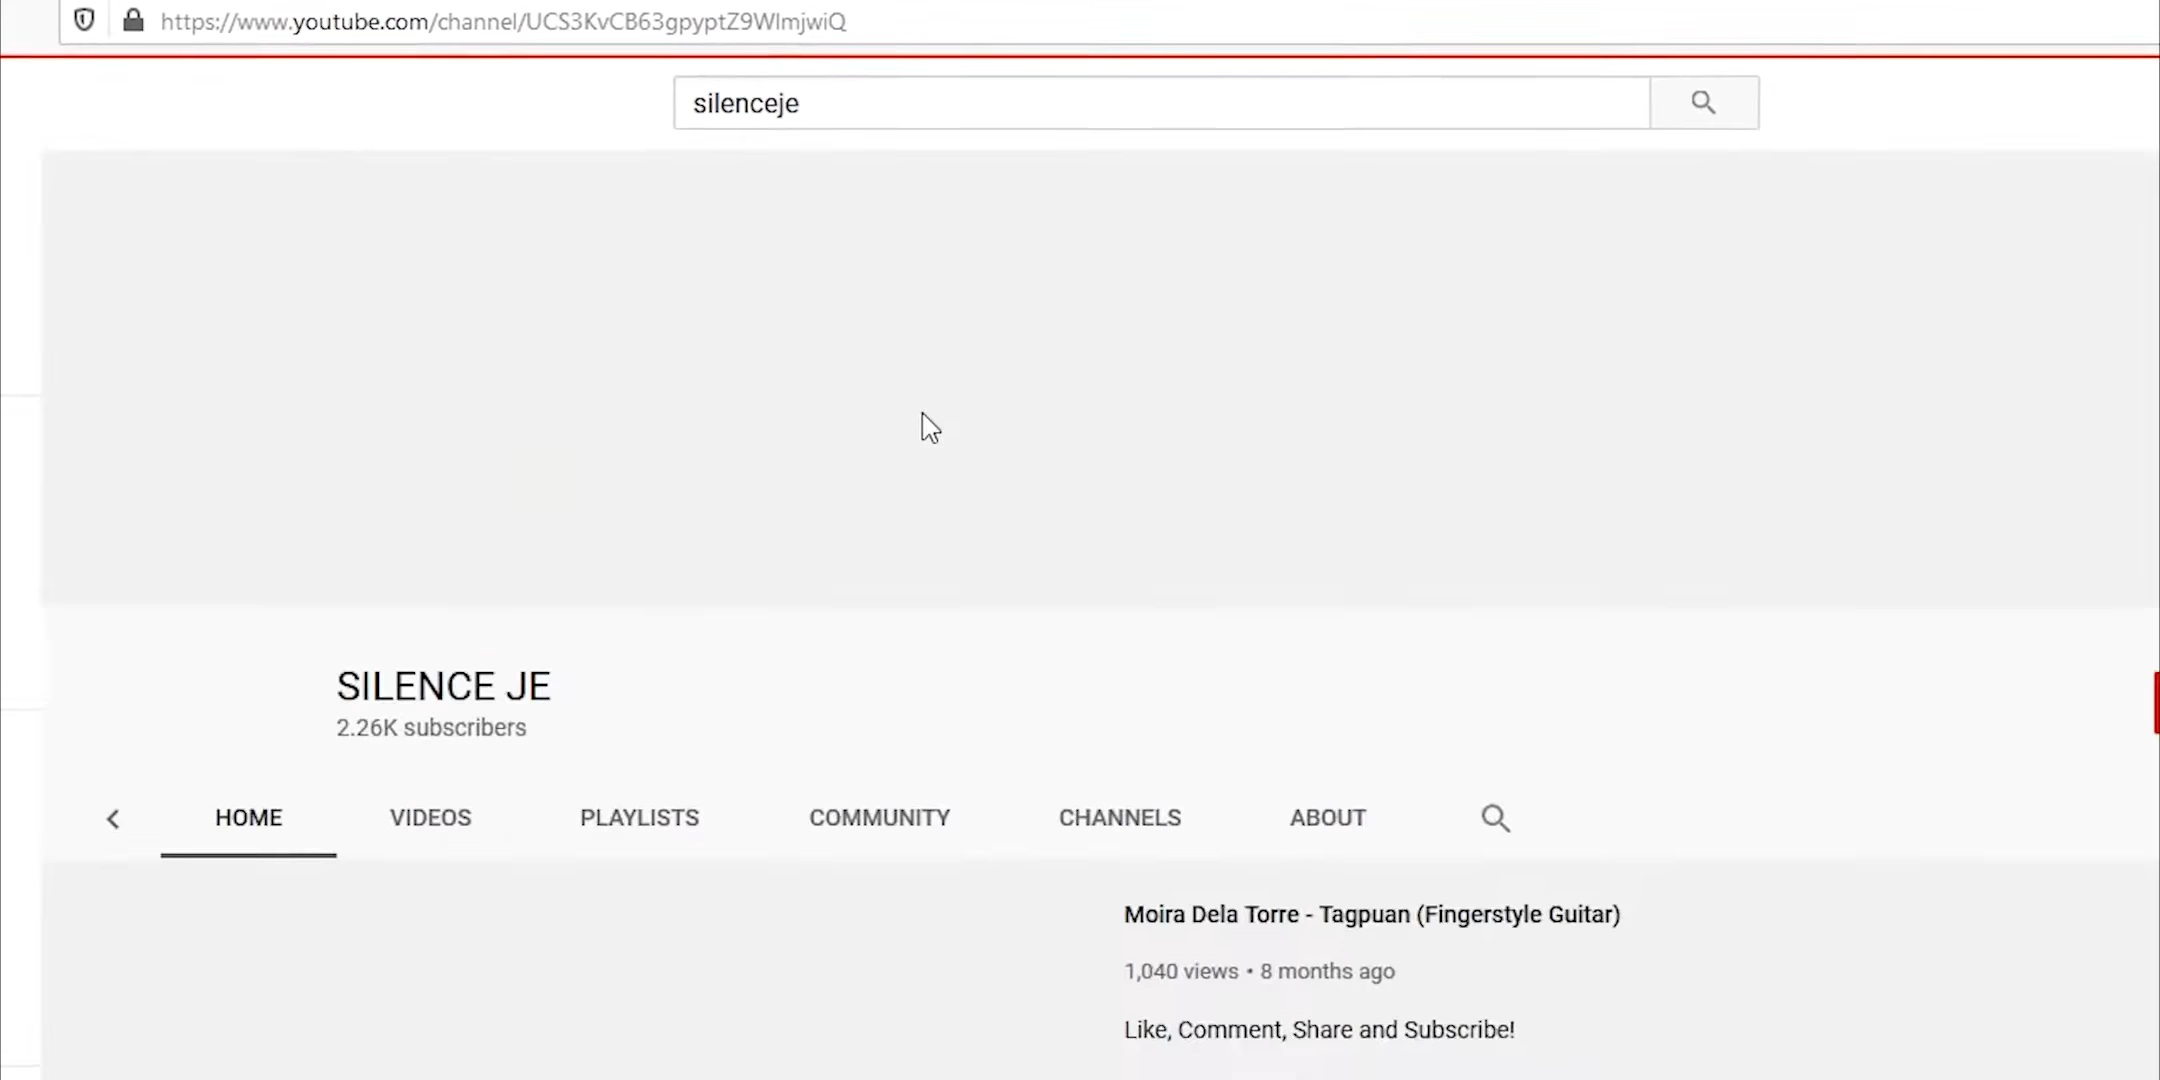 https://www.youtube.com/channel/UCS3KvCB63gpyptZ9WlmjwiQ
silenceje
SILENCE JE
2.26K subscribers
HOME VIDEOS PLAYLISTS COMMUNITY CHANNELS ABOUT
Moira Dela Torre - Tagpuan (Fingerstyle Guitar)
1,040 views • 8 months ago
Like, Comment, Share and Subscribe!